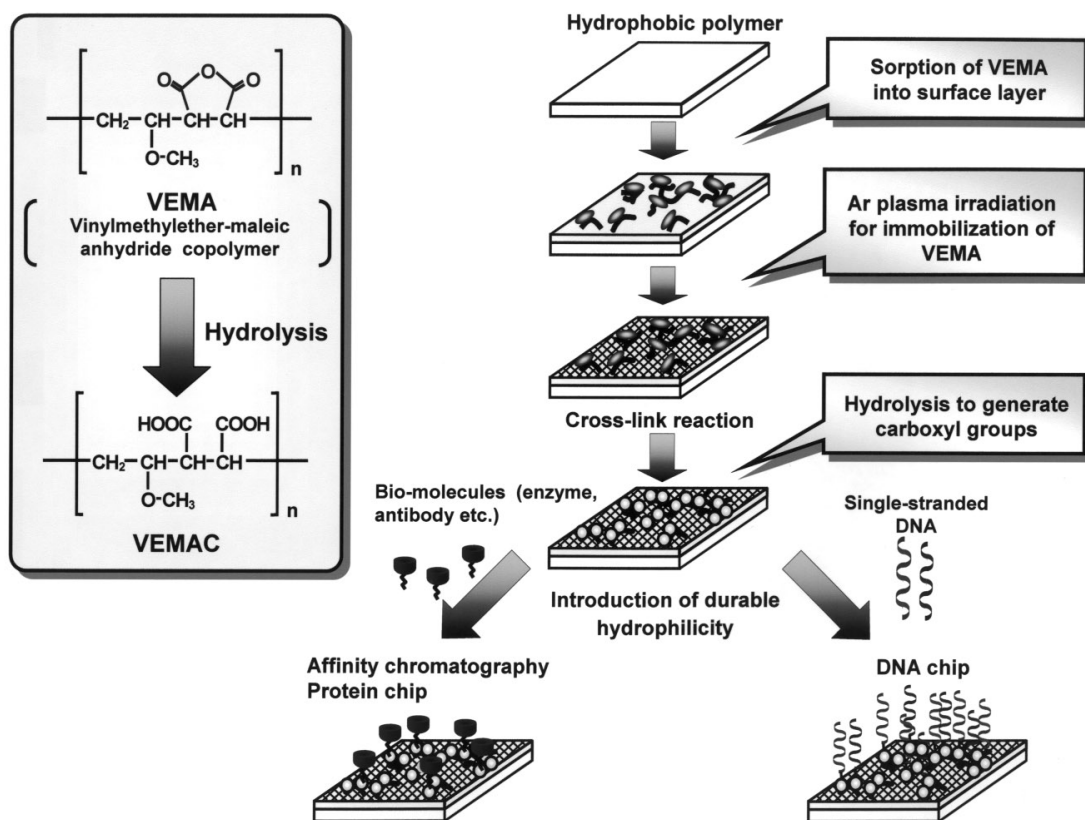 O
O
O
CH2
CH
CH
CH
O-CH3
n
VEMA
Vinylmethylether-maleic
anhydride copolymer
Hydrolysis
HOOC
COOH
CH2
CH
CH
CH
O-CH3
n
VEMAC
Hydrophobic polymer
Sorption of VEMA
into surface layer
Ar plasma irradiation
for immobilization of
VEMA
Cross-link reaction
Hydrolysis to generate
carboxyl groups
Bio-molecules (enzyme,
antibody etc.)
Single-stranded
DNA
Introduction of durable
hydrophilicity
Affinity chromatography
Protein chip
DNA chip